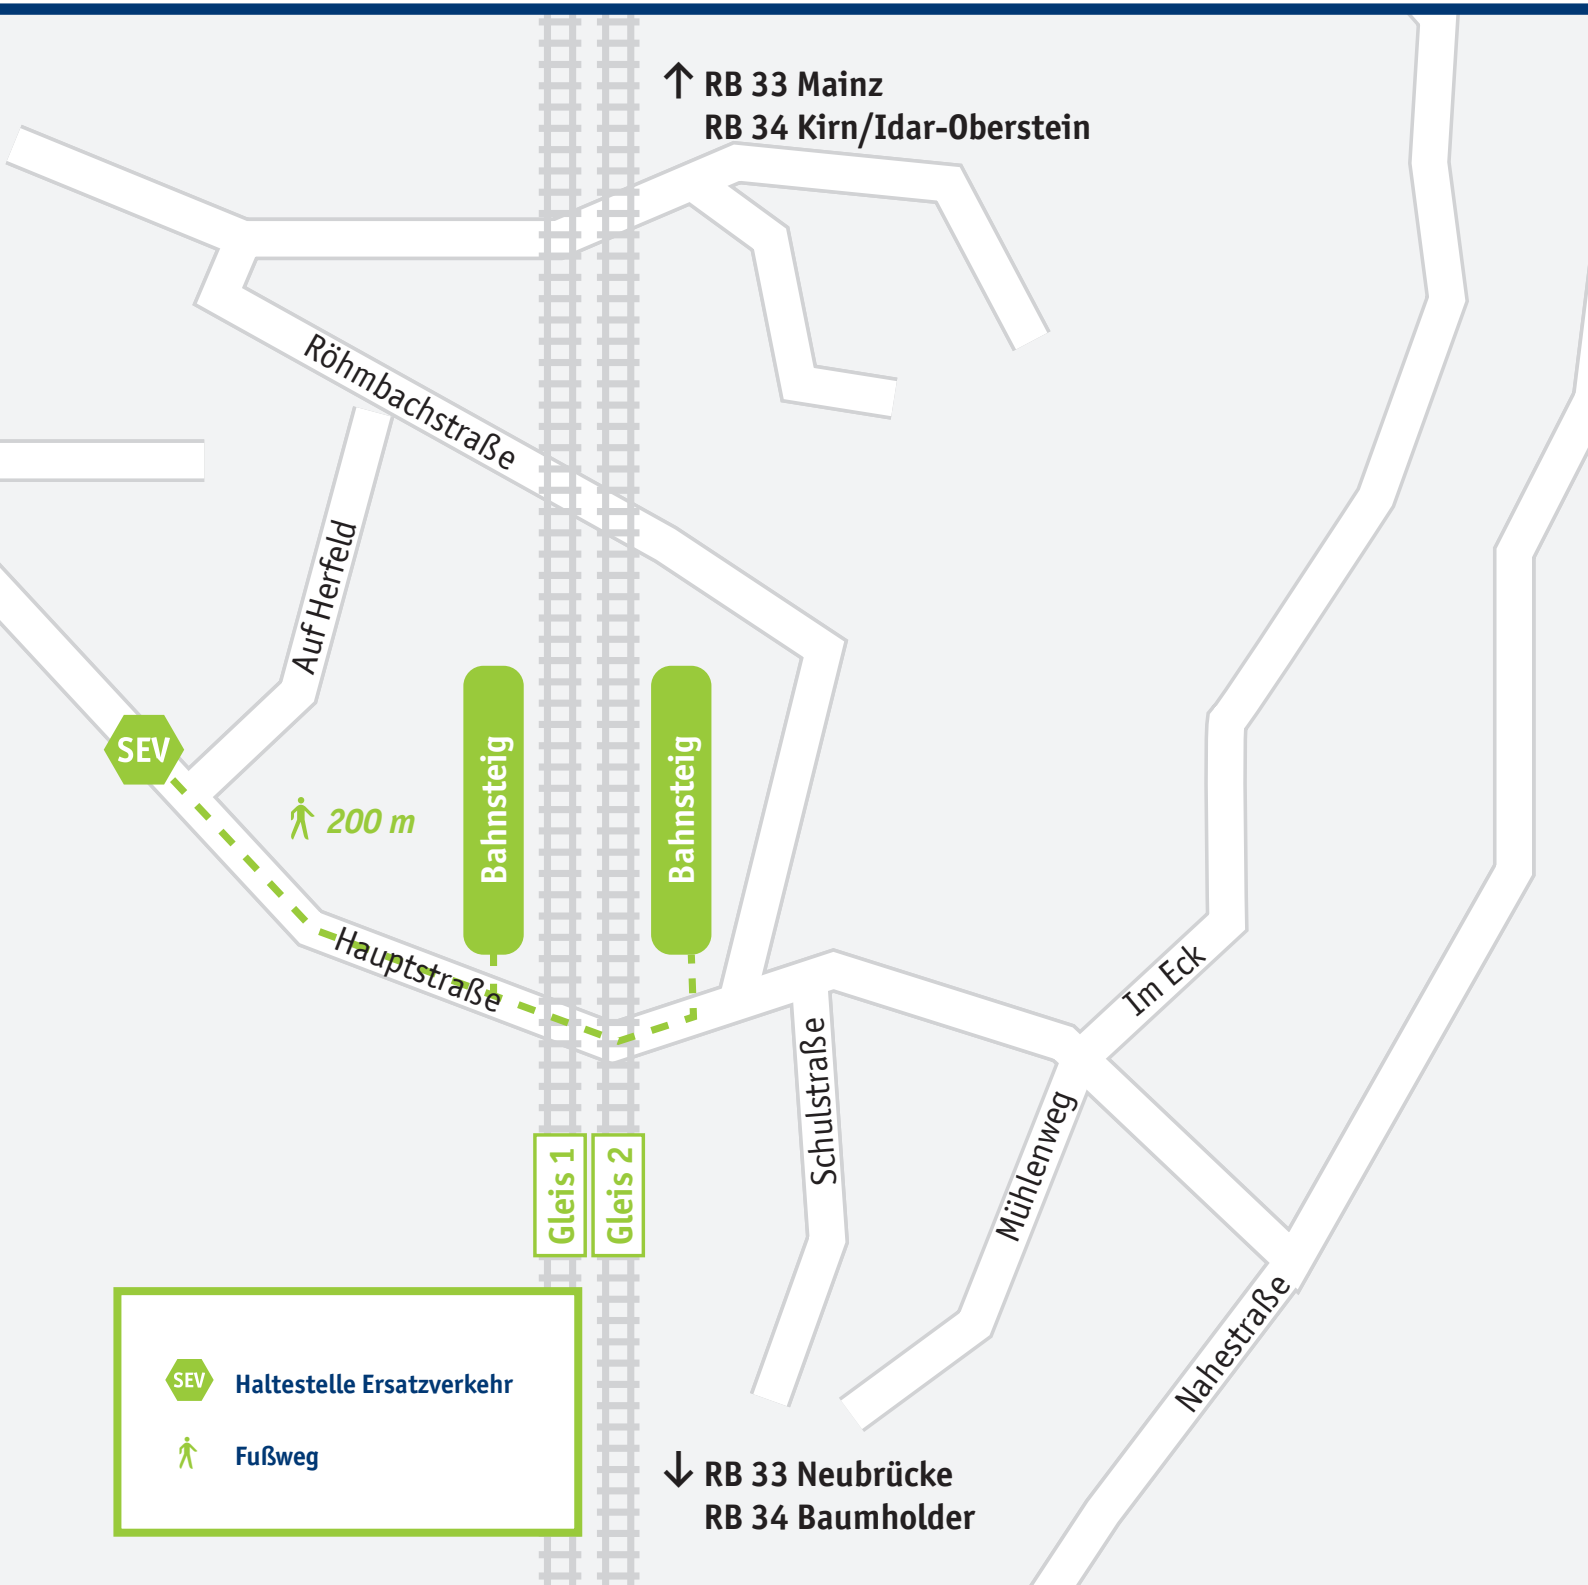 RB 33 Mainz
RB 34 Kirn/Idar-Oberstein
Röhmbachstraße
Auf Herfeld
SEV
200 m
Bahnsteig
Bahnsteig
Hauptstraße
Im Eck
Schulstraße
Mühlenweg
Gleis 1
Gleis 2
Nahestraße
SEV Haltestelle Ersatzverkehr
Fußweg
RB 33 Neubrücke
RB 34 Baumholder